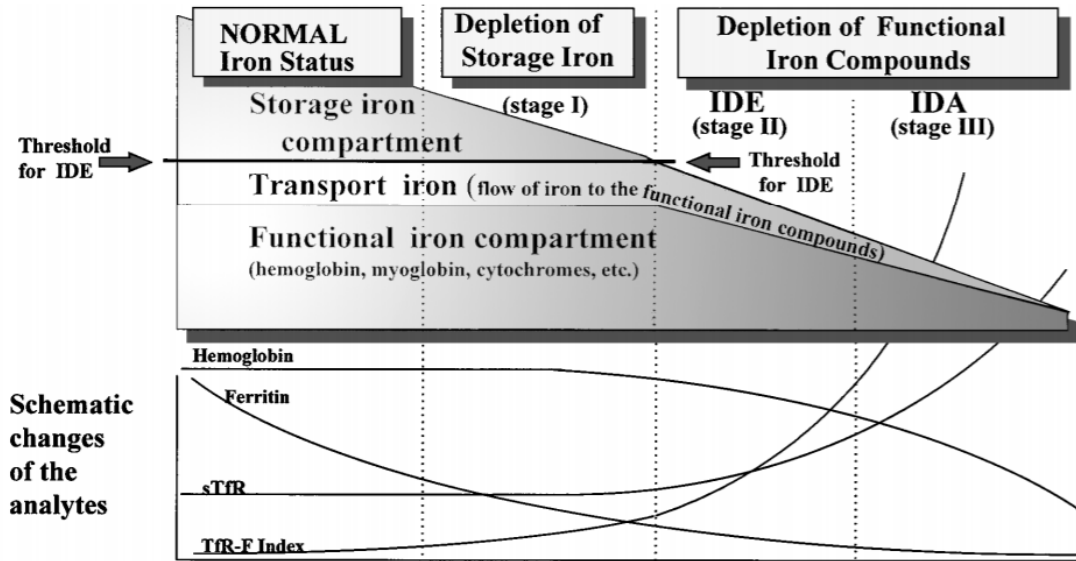 NORMAL
Iron Status
Depletion of
Storage Iron
Depletion of Functional
Iron Compounds
(stage I)
IDE
(stage II)
IDA
(stage III)
Storage iron
compartment
Threshold
for IDE
Threshold
for IDE
Transport iron (flow of iron to the functional iron compounds)
Functional iron compartment
(hemoglobin, myoglobin, cytochromes, etc.)
Hemoglobin
Ferritin
Schematic
changes
of the
analytes
sTfR
TfR-F Index